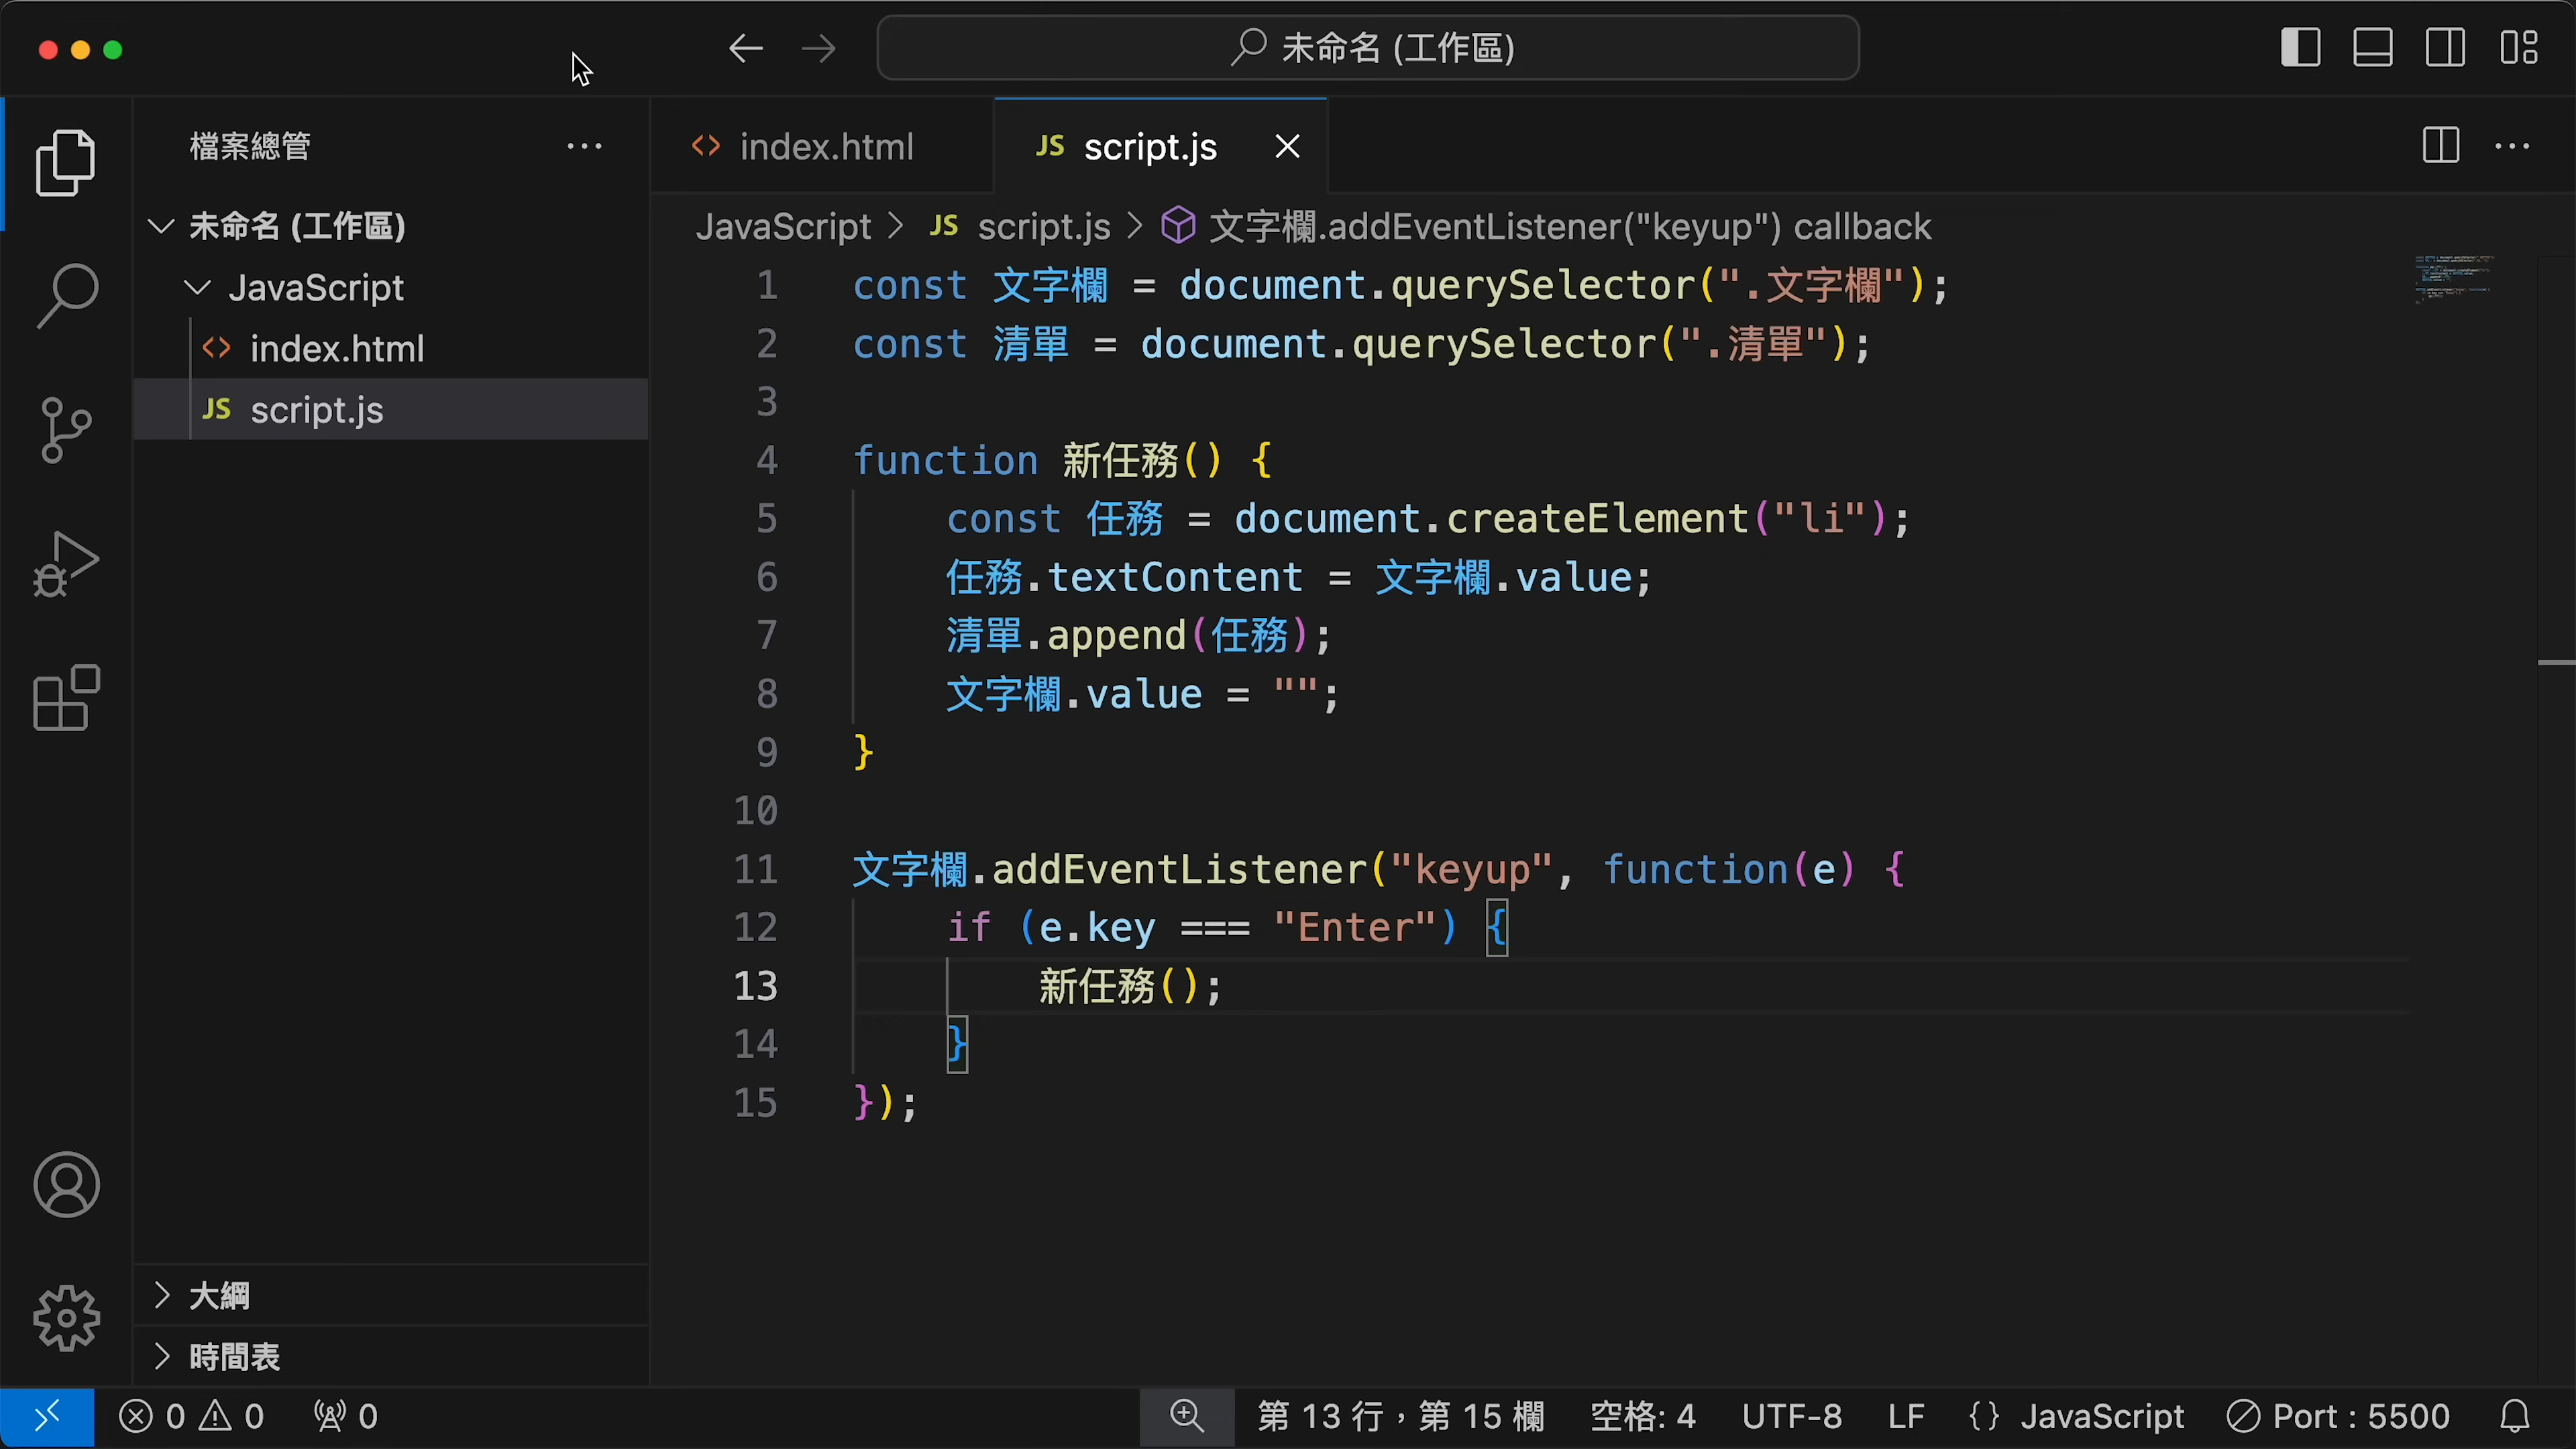 未命名 (工作區)
檔案總管
index.html
JS script.js
未命名 (工作區)
JavaScript
index.html
JS script.js
大綱
時間表
JavaScript > JS script.js > 文字欄.addEventListener("keyup") callback
1 const 文字欄 = document.querySelector(".文字欄");
2 const 清單 = document.querySelector(".清單");
3
4 function 新任務() {
5 const 任務 = document.createElement("li");
6 任務.textContent = 文字欄.value;
7 清單.append(任務);
8 文字欄.value = "";
9 }
10
11 文字欄.addEventListener("keyup", function(e) {
12 if (e.key === "Enter") {
13 新任務();
14 }
15 });
0 0 0 第 13 行，第 15 欄 空格: 4 UTF-8 LF {} JavaScript Port : 5500